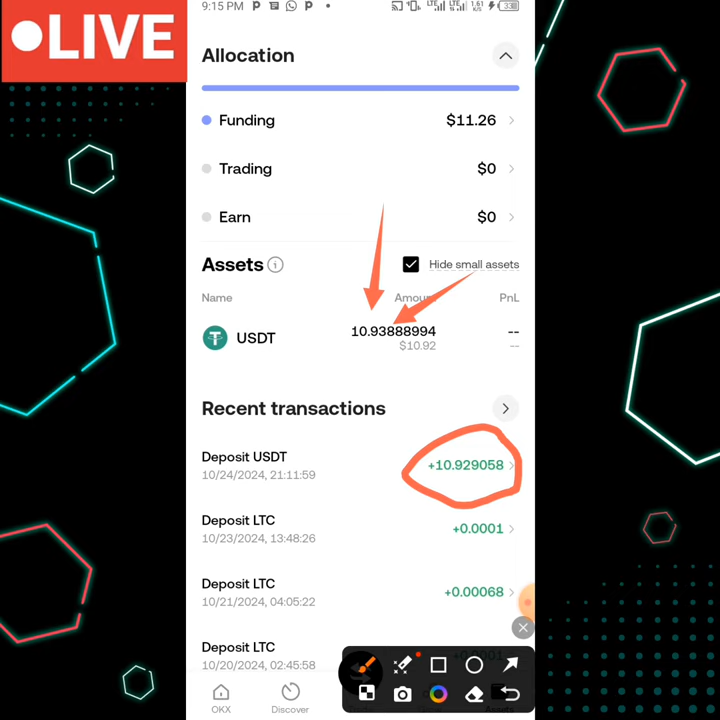 LIVE
9:15 PM
Allocation
Funding $11.26
Trading $0
Earn $0
Assets Hide small assets
Name Amount PnL
USDT 10.93888994 --
$10.92 --
Recent transactions
Deposit USDT +10.929058
10/24/2024, 21:11:59
Deposit LTC +0.0001
10/23/2024, 13:48:26
Deposit LTC +0.00068
10/21/2024, 04:05:22
Deposit LTC
10/20/2024, 02:45:58
OKX Discover Assets